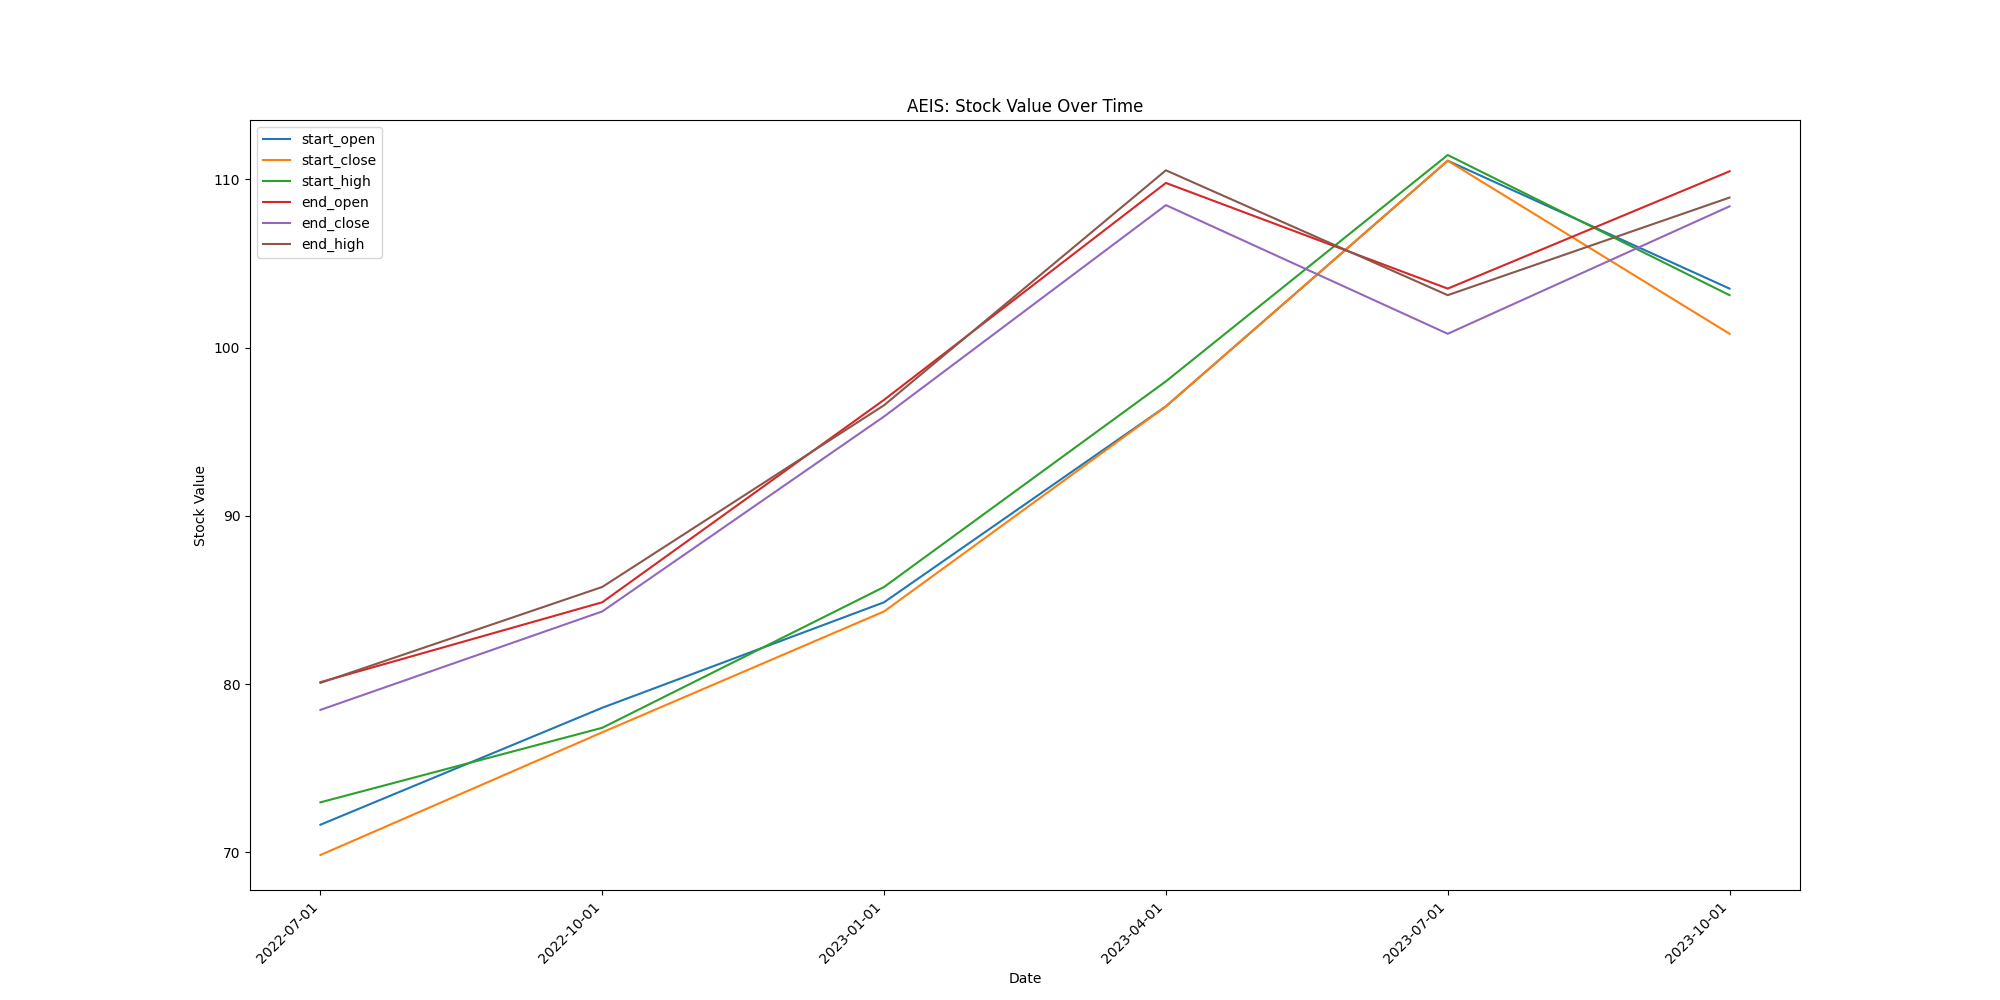 AEIS: Stock Value Over Time
start_open
start_close
start_high
end_open
end_close
end_high
110
100
90
80
70
Stock Value
2022-07-01
2022-10-01
2023-01-01
2023-04-01
2023-07-01
2023-10-01
Date